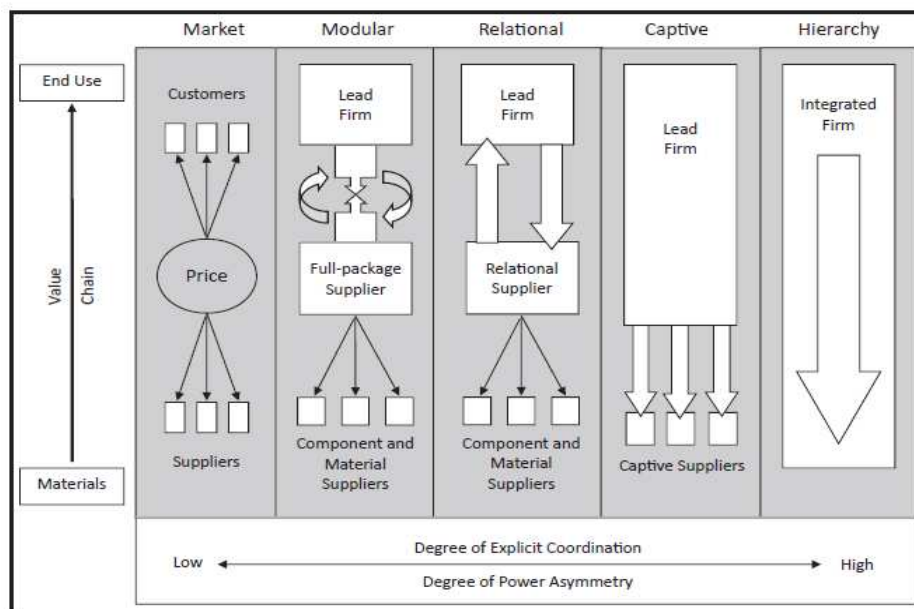 Market
Modular
Relational
Captive
Hierarchy
End Use
Value
Chain
Materials
Customers
Price
Suppliers
Lead
Firm
Full-package
Supplier
Component and
Material
Suppliers
Lead
Firm
Relational
Supplier
Component and
Material
Suppliers
Lead
Firm
Captive Suppliers
Integrated
Firm
Degree of Explicit Coordination
Low
High
Degree of Power Asymmetry